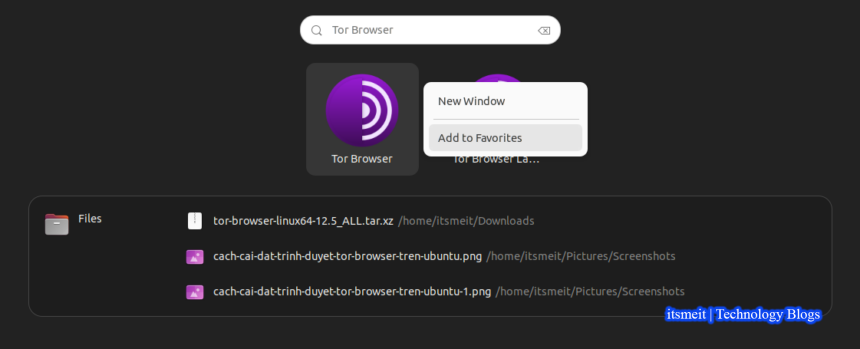 Tor Browser
New Window
Add to Favorites
Tor Browser
Tor Browser La...
Files
tor-browser-linux64-12.5_ALL.tar.xz /home/itsmeit/Downloads
cach-cai-dat-trinh-duyet-tor-browser-tren-ubuntu.png /home/itsmeit/Pictures/Screenshots
cach-cai-dat-trinh-duyet-tor-browser-tren-ubuntu-1.png /home/itsmeit/Pictures/Screenshots
itsmeit | Technology Blogs